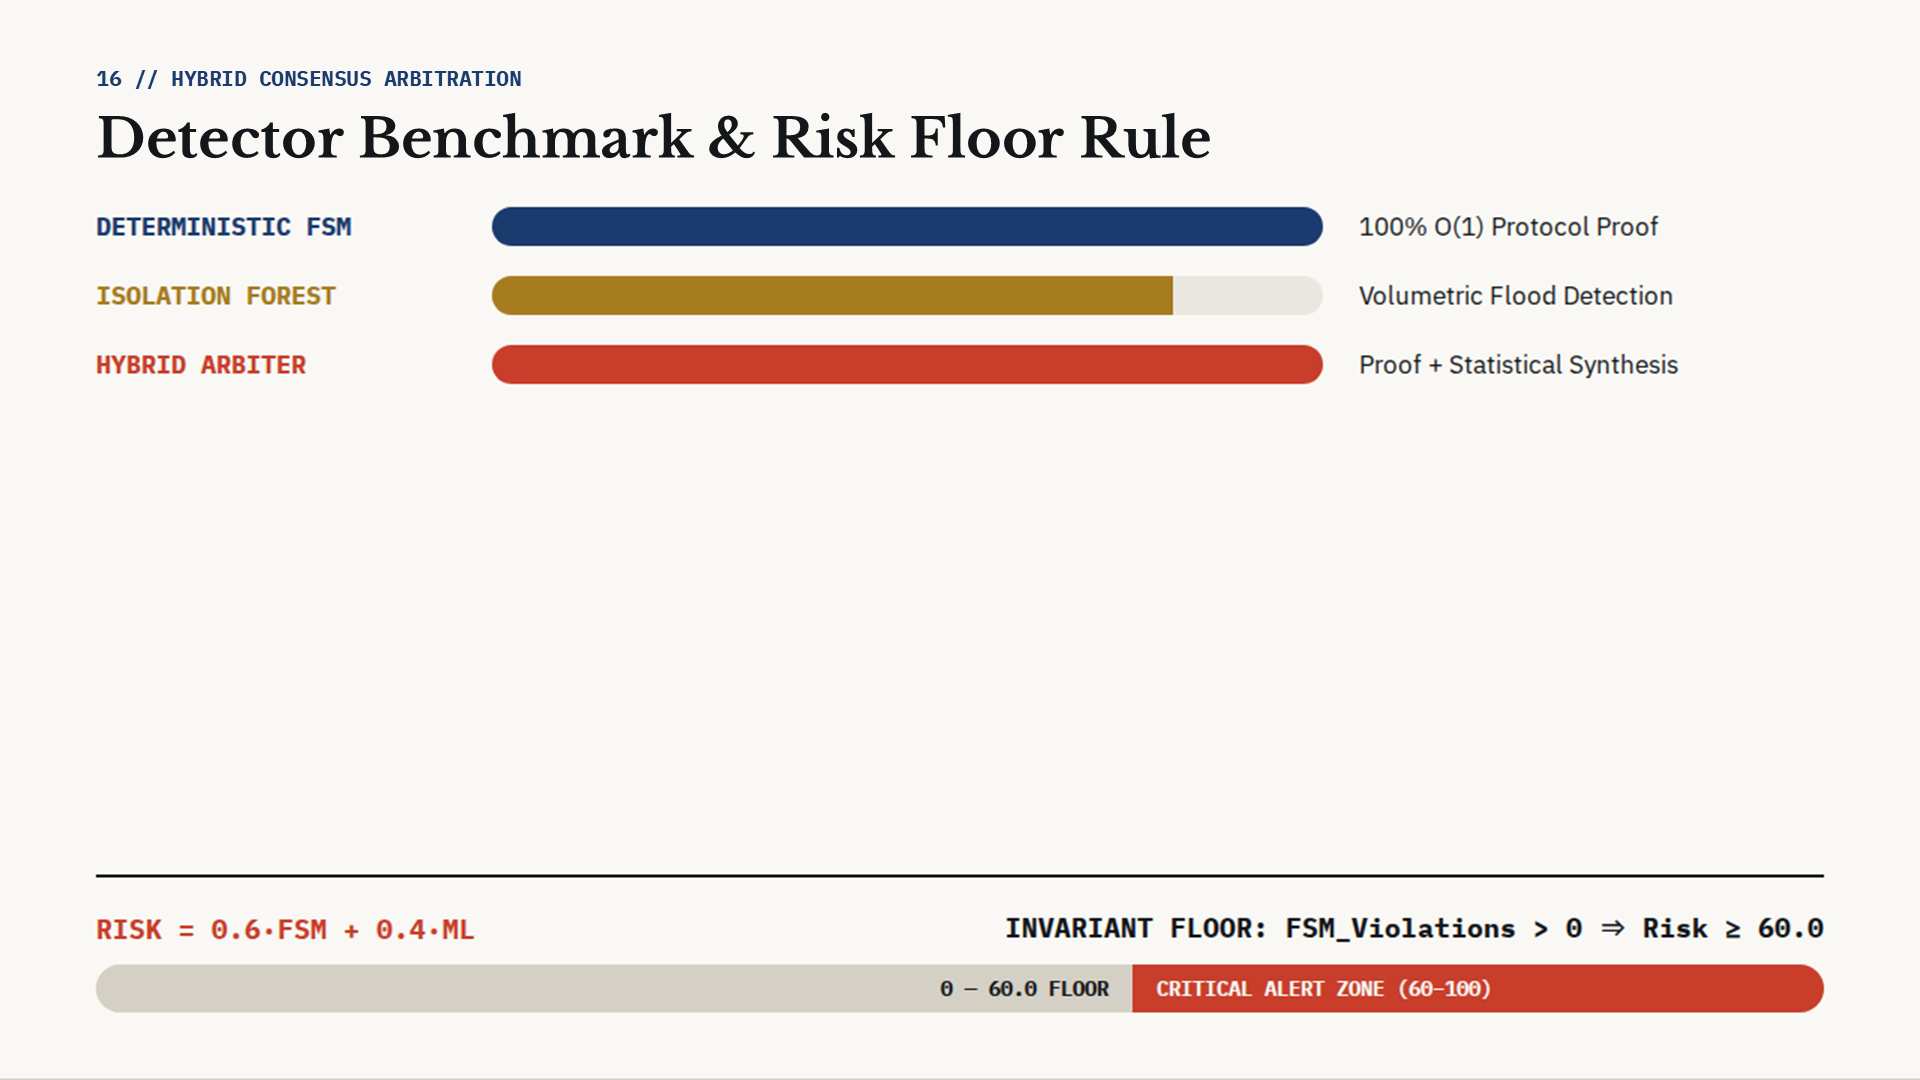 16 // HYBRID CONSENSUS ARBITRATION
Detector Benchmark & Risk Floor Rule
DETERMINISTIC FSM 100% O(1) Protocol Proof
ISOLATION FOREST Volumetric Flood Detection
HYBRID ARBITER Proof + Statistical Synthesis
RISK = 0.6·FSM + 0.4·ML INVARIANT FLOOR: FSM_Violations > 0 ⇒ Risk ≥ 60.0
0 – 60.0 FLOOR CRITICAL ALERT ZONE (60–100)